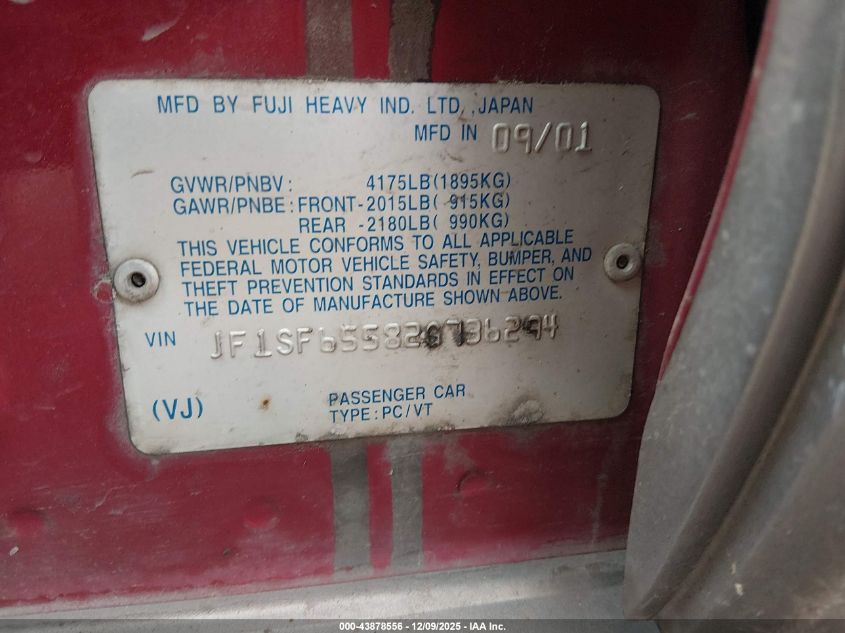 MFD BY FUJI HEAVY IND. LTD. ,JAPAN
MFD IN 09/01
GVWR/PNBV : 4175LB(1895KG)
GAWR/PNBE : FRONT-2015LB( 915KG)
REAR -2180LB( 990KG)
THIS VEHICLE CONFORMS TO ALL APPLICABLE
FEDERAL MOTOR VEHICLE SAFETY, BUMPER, AND
THEFT PREVENTION STANDARDS IN EFFECT ON
THE DATE OF MANUFACTURE SHOWN ABOVE.
VIN JF1SF65582G736294
(VJ) PASSENGER CAR
TYPE : PC/VT
000-43878556 - 12/09/2025 - IAA Inc.